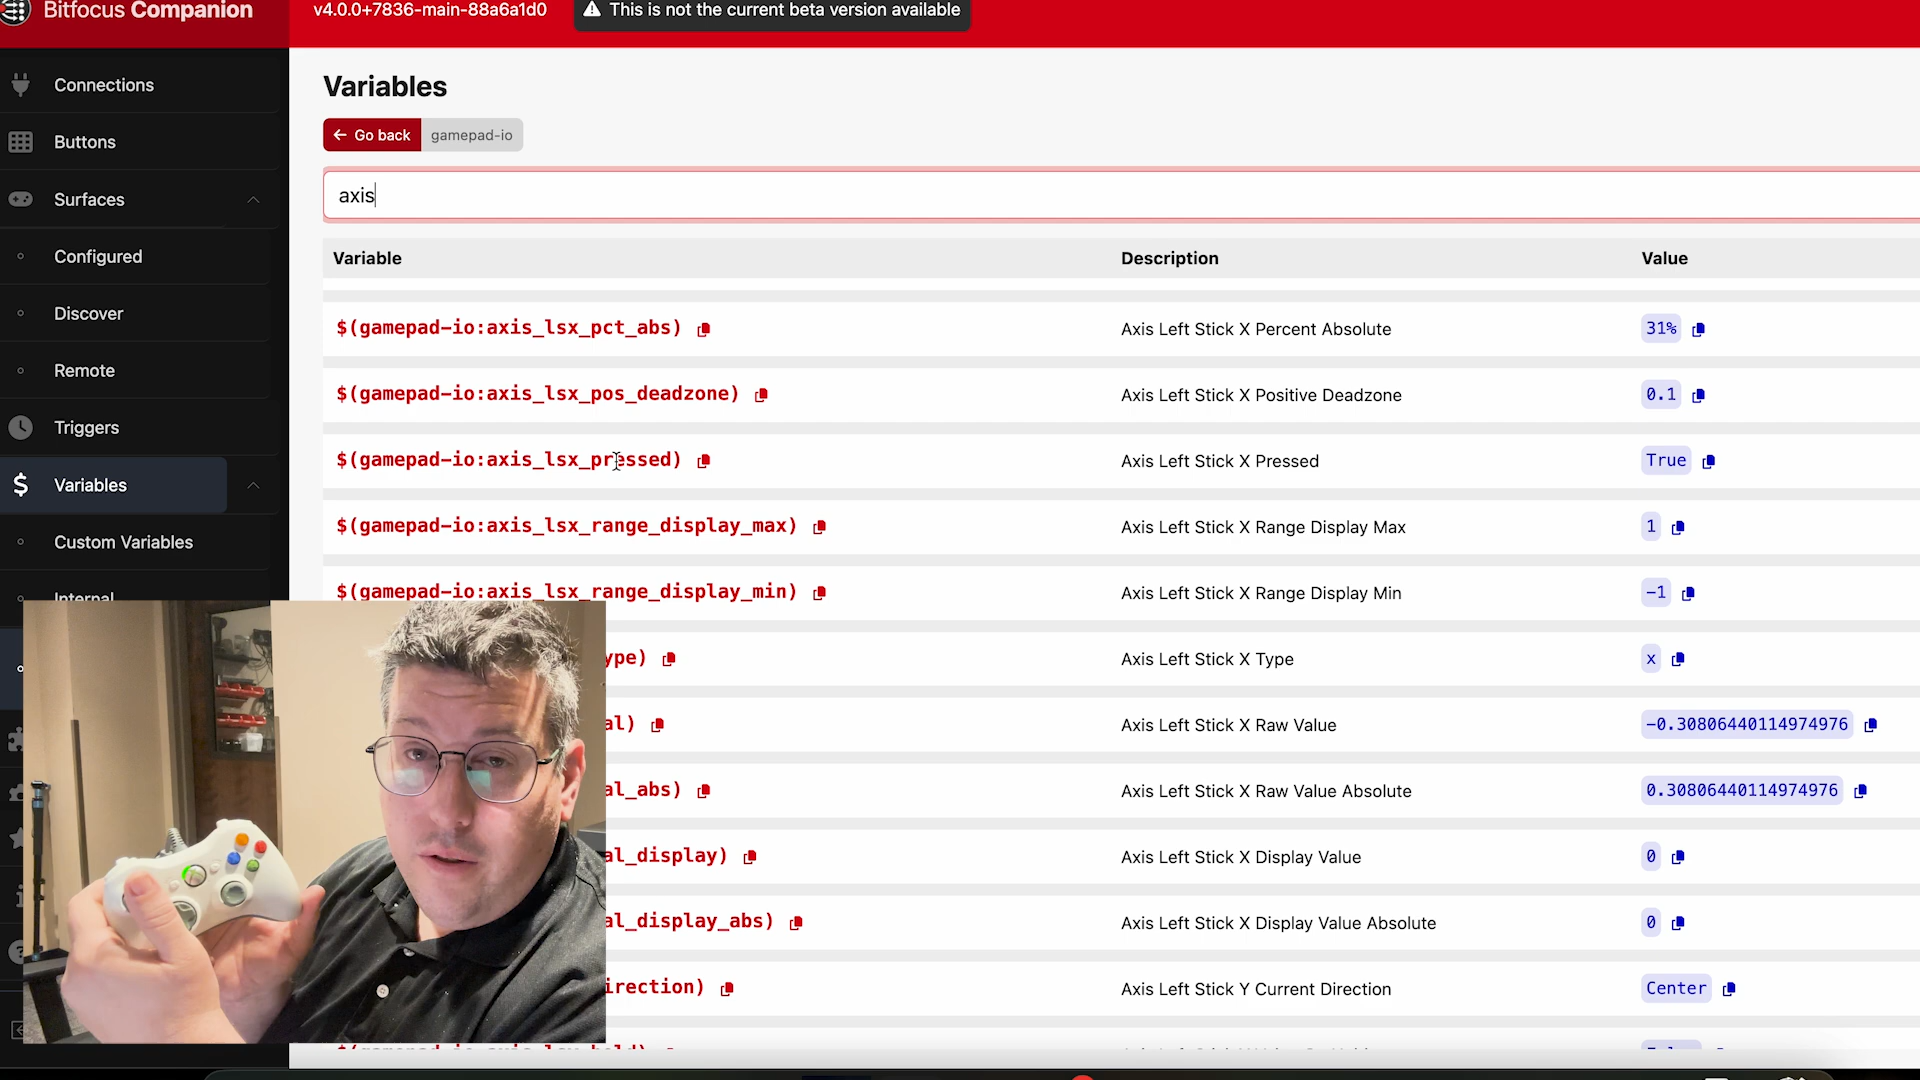 Bitfocus Companion
v4.0.0+7836-main-88a6a1d0
This is not the current beta version available
Connections
Buttons
Surfaces
Configured
Discover
Remote
Triggers
Variables
Custom Variables
Internal
Variables
Go back
gamepad-io
axis
Variable Description Value
$(gamepad-io:axis_lsx_pct_abs) Axis Left Stick X Percent Absolute 31%
$(gamepad-io:axis_lsx_pos_deadzone) Axis Left Stick X Positive Deadzone 0.1
$(gamepad-io:axis_lsx_pressed) Axis Left Stick X Pressed True
$(gamepad-io:axis_lsx_range_display_max) Axis Left Stick X Range Display Max 1
$(gamepad-io:axis_lsx_range_display_min) Axis Left Stick X Range Display Min -1
ype) Axis Left Stick X Type x
al) Axis Left Stick X Raw Value -0.30806440114974976
al_abs) Axis Left Stick X Raw Value Absolute 0.30806440114974976
al_display) Axis Left Stick X Display Value 0
al_display_abs) Axis Left Stick X Display Value Absolute 0
irection) Axis Left Stick Y Current Direction Center